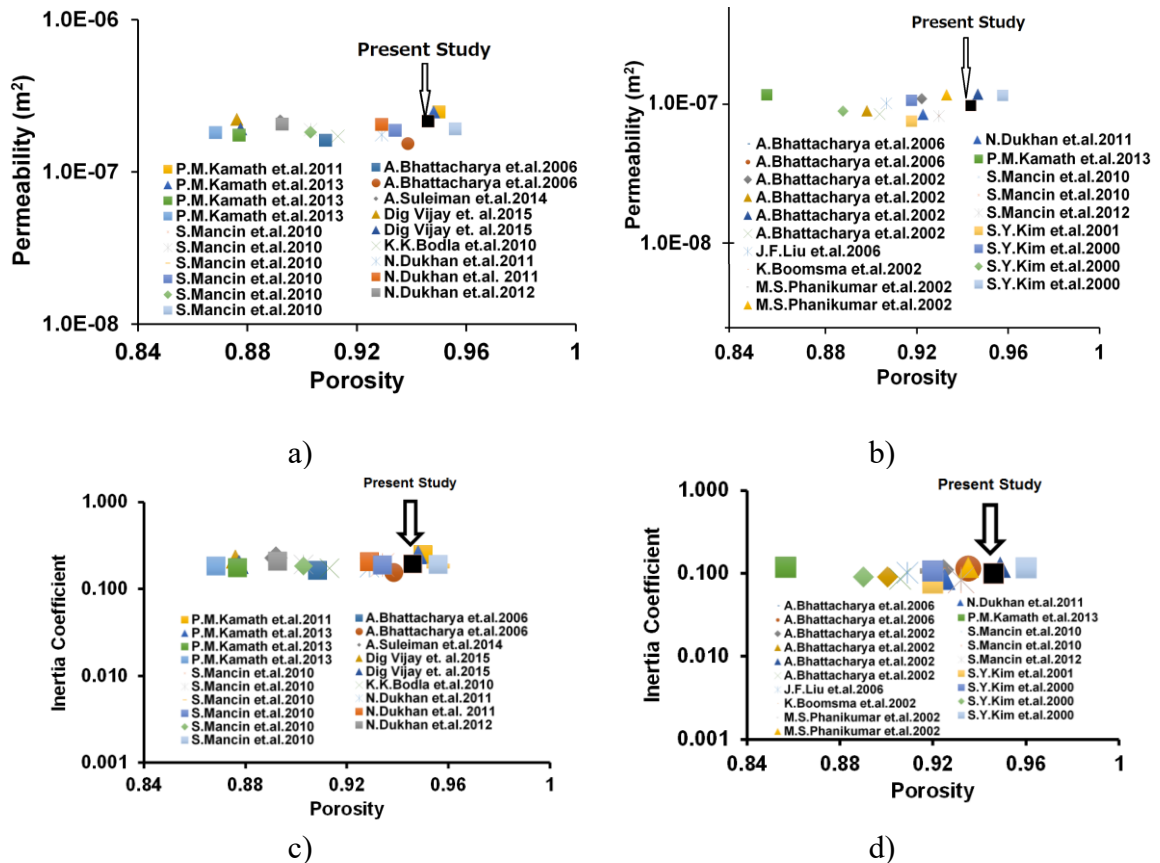 1.0E-06
Present Study
Permeability (m²)
1.0E-07
P.M.Kamath et.al.2011
P.M.Kamath et.al.2013
P.M.Kamath et.al.2013
P.M.Kamath et.al.2013
S.Mancin et.al.2010
S.Mancin et.al.2010
S.Mancin et.al.2010
S.Mancin et.al.2010
S.Mancin et.al.2010
S.Mancin et.al.2010
A.Bhattacharya et.al.2006
A.Bhattacharya et.al.2006
A.Suleiman et.al.2014
Dig Vijay et. al.2015
Dig Vijay et. al.2015
K.K.Bodla et.al.2010
N.Dukhan et.al.2011
N.Dukhan et. al.2011
N.Dukhan et.al.2012
1.0E-08
0.84 0.88 0.92 0.96 1
Porosity
a)
Present Study
Permeability (m²)
1.0E-07
1.0E-08
A.Bhattacharya et.al.2006
A.Bhattacharya et.al.2006
A.Bhattacharya et.al.2002
A.Bhattacharya et.al.2002
A.Bhattacharya et.al.2002
A.Bhattacharya et.al.2002
J.F.Liu et.al.2006
K.Boomsma et.al.2002
M.S.Phanikumar et.al.2002
M.S.Phanikumar et.al.2002
N.Dukhan et.al.2011
P.M.Kamath et.al.2013
S.Mancin et.al.2010
S.Mancin et.al.2010
S.Mancin et.al.2012
S.Y.Kim et.al.2001
S.Y.Kim et.al.2000
S.Y.Kim et.al.2000
S.Y.Kim et.al.2000
0.84 0.88 0.92 0.96 1
Porosity
b)
Present Study
Inertia Coefficient
1.000
0.100
0.010
0.001
P.M.Kamath et.al.2011
P.M.Kamath et.al.2013
P.M.Kamath et.al.2013
P.M.Kamath et.al.2013
S.Mancin et.al.2010
S.Mancin et.al.2010
S.Mancin et.al.2010
S.Mancin et.al.2010
S.Mancin et.al.2010
S.Mancin et.al.2010
A.Bhattacharya et.al.2006
A.Bhattacharya et.al.2006
A.Suleiman et.al.2014
Dig Vijay et. al.2015
Dig Vijay et. al.2015
K.K.Bodla et.al.2010
N.Dukhan et.al.2011
N.Dukhan et. al.2011
N.Dukhan et.al.2012
0.84 0.88 0.92 0.96 1
Porosity
c)
Present Study
Inertia Coefficient
1.000
0.100
0.010
0.001
A.Bhattacharya et.al.2006
A.Bhattacharya et.al.2006
A.Bhattacharya et.al.2002
A.Bhattacharya et.al.2002
A.Bhattacharya et.al.2002
A.Bhattacharya et.al.2002
J.F.Liu et.al.2006
K.Boomsma et.al.2002
M.S.Phanikumar et.al.2002
M.S.Phanikumar et.al.2002
N.Dukhan et.al.2011
P.M.Kamath et.al.2013
S.Mancin et.al.2010
S.Mancin et.al.2010
S.Mancin et.al.2012
S.Y.Kim et.al.2001
S.Y.Kim et.al.2000
S.Y.Kim et.al.2000
S.Y.Kim et.al.2000
0.84 0.88 0.92 0.96 1
Porosity
d)